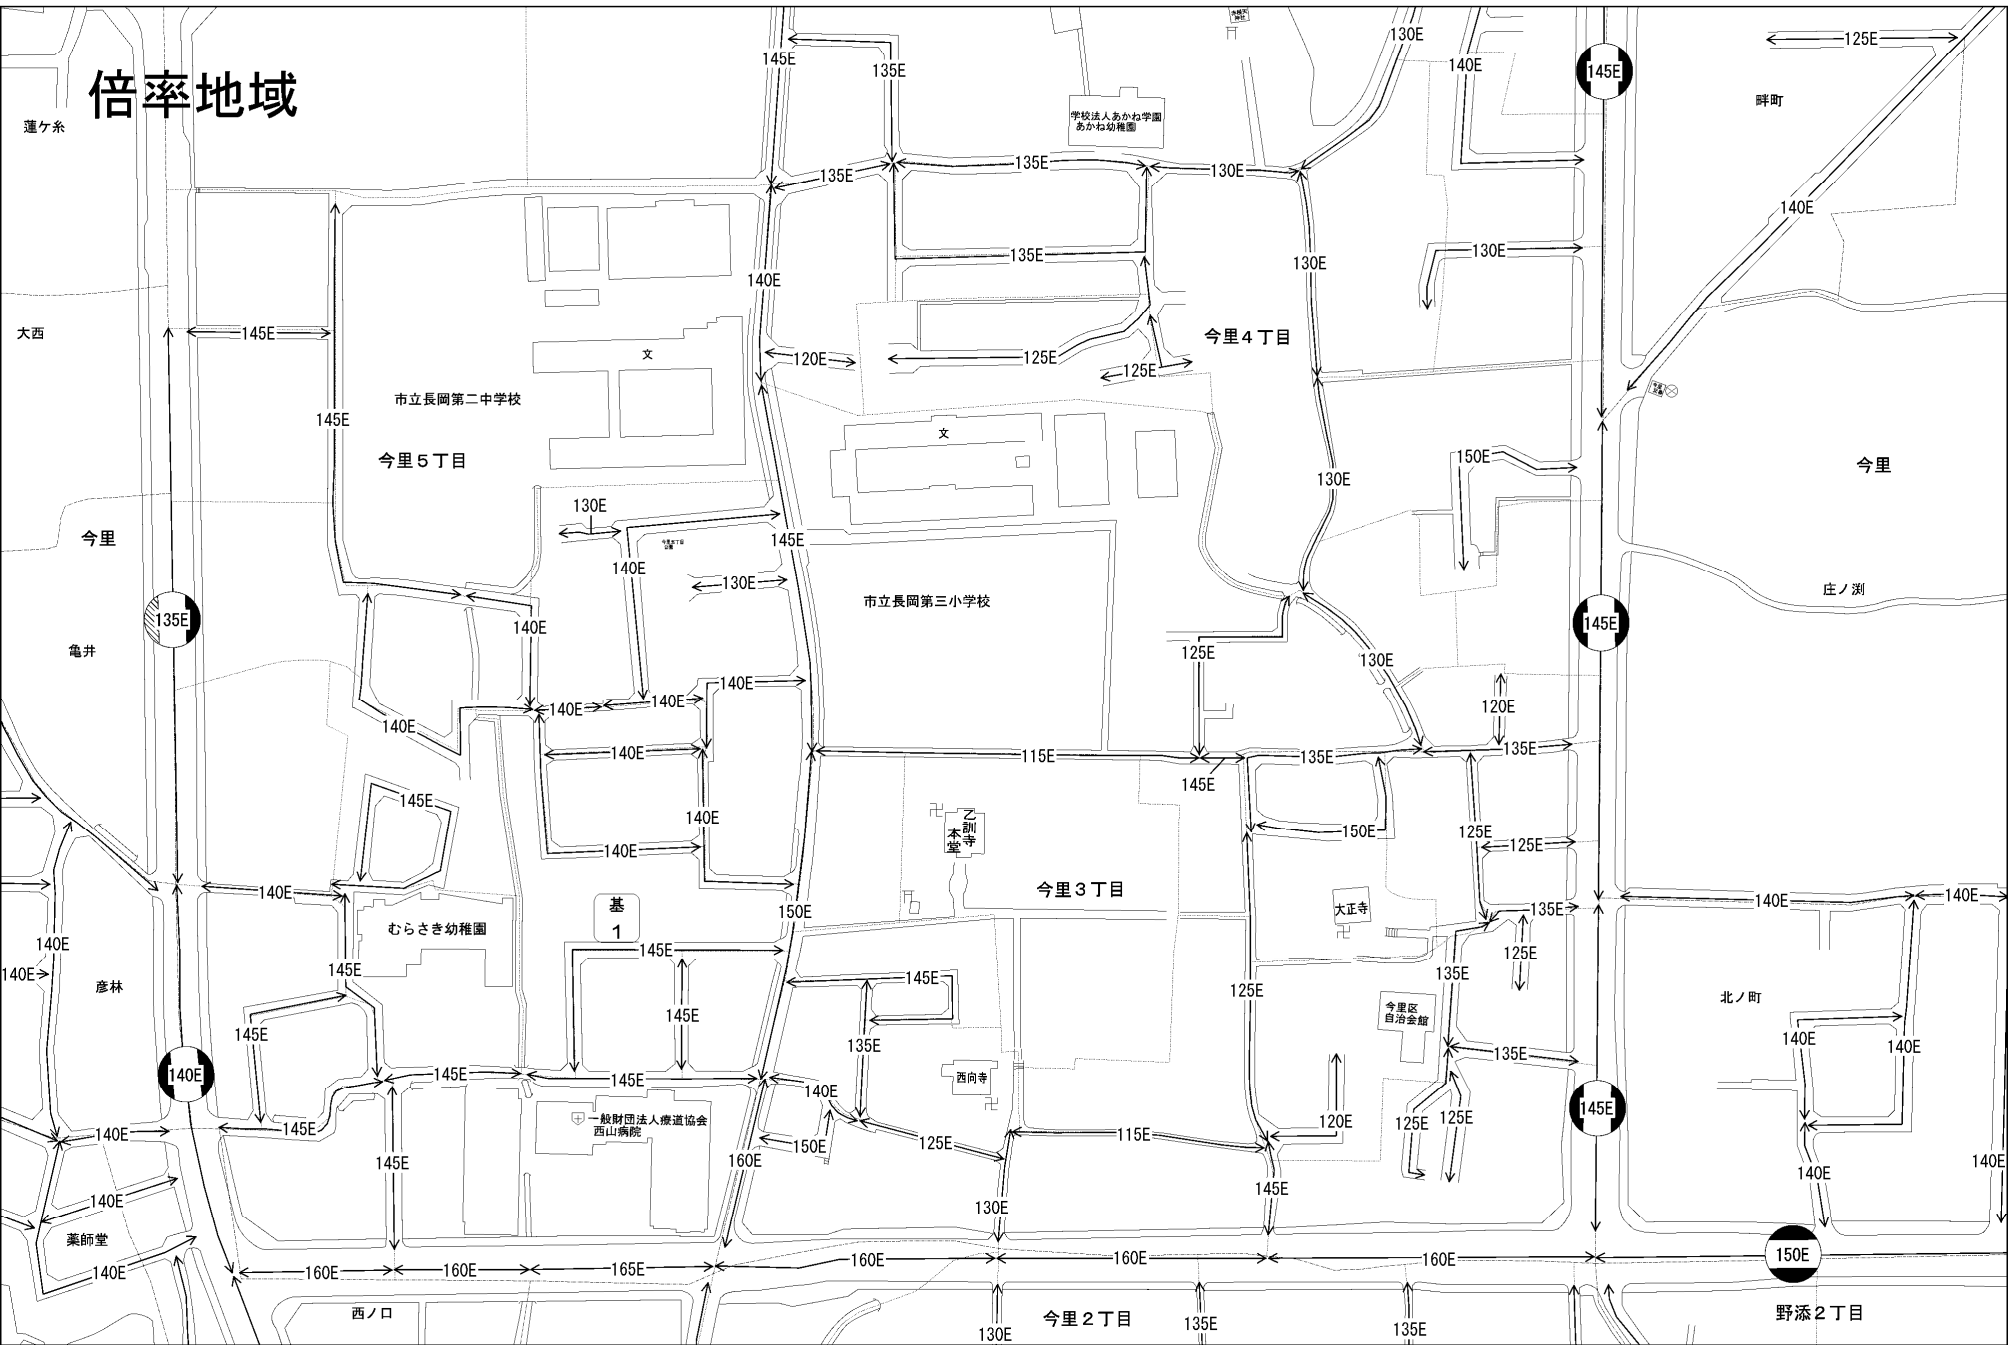 倍率地域
蓮ケ糸
大西
今里
亀井
彦林
薬師堂
西ノ口
市立長岡第二中学校
文
今里5丁目
学校法人あかね学園
あかね幼稚園
畔町
今里4丁目
文
市立長岡第三小学校
今里
庄ノ渕
乙訓寺
本堂
今里3丁目
大正寺
今里区
自治会館
西向寺
むらさき幼稚園
基
1
一般財団法人療道協会
西山病院
北ノ町
今里2丁目
野添2丁目
145E
135E
130E
140E
145E
125E
135E
135E
130E
140E
135E
130E
130E
140E
145E
120E
125E
125E
145E
130E
150E
130E
145E
140E
130E
135E
140E
125E
130E
145E
140E
140E
140E
140E
120E
140E
140E
115E
145E
135E
135E
145E
140E
150E
125E
125E
140E
140E
150E
135E
140E
140E
140E
145E
125E
140E
145E
145E
145E
135E
125E
135E
145E
145E
135E
140E
140E
140E
145E
145E
140E
135E
145E
140E
145E
150E
125E
115E
120E
125E
125E
145E
140E
145E
160E
130E
145E
140E
140E
140E
160E
160E
165E
160E
160E
160E
150E
130E
135E
135E